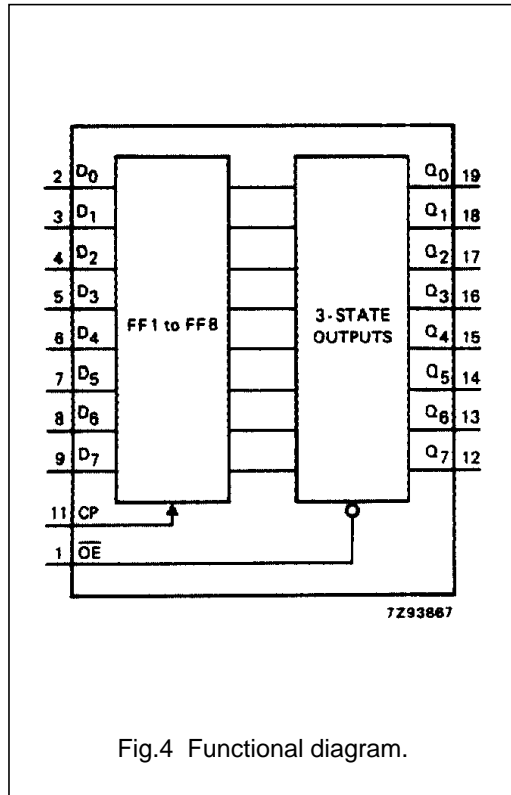 2 D0 Q0 19
3 D1 Q1 18
4 D2 Q2 17
5 D3 Q3 16
FF1 to FF8
3-STATE
OUTPUTS
6 D4 Q4 15
7 D5 Q5 14
8 D6 Q6 13
9 D7 Q7 12
11 CP
1 O̅E̅
7Z93867
Fig.4 Functional diagram.